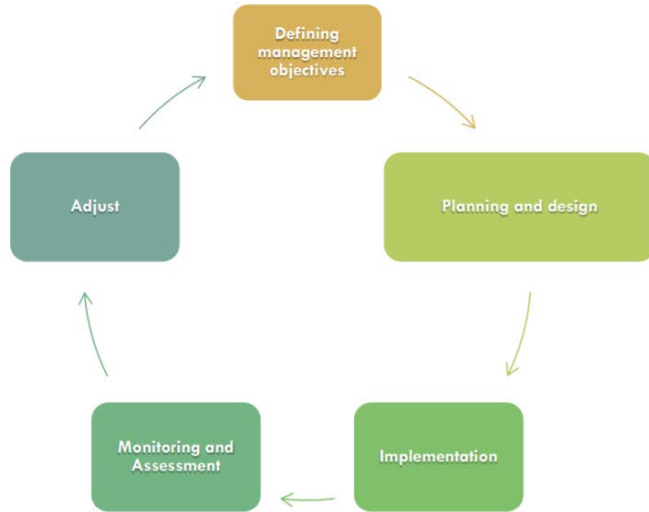 Defining
management
objectives
Planning and design
Implementation
Monitoring and
Assessment
Adjust